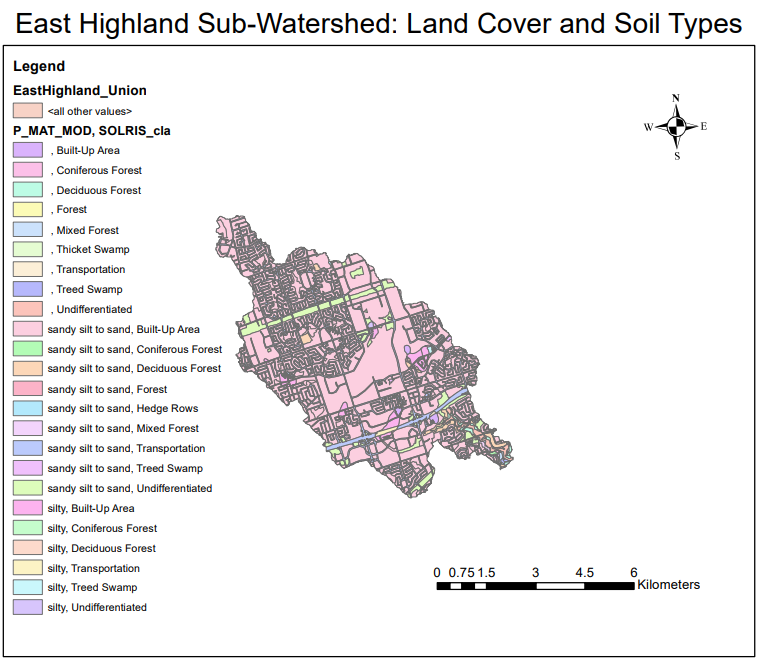 East Highland Sub-Watershed: Land Cover and Soil Types
Legend
EastHighland_Union
<all other values>
P_MAT_MOD, SOLRIS_cla
, Built-Up Area
, Coniferous Forest
, Deciduous Forest
, Forest
, Mixed Forest
, Thicket Swamp
, Transportation
, Treed Swamp
, Undifferentiated
sandy silt to sand, Built-Up Area
sandy silt to sand, Coniferous Forest
sandy silt to sand, Deciduous Forest
sandy silt to sand, Forest
sandy silt to sand, Hedge Rows
sandy silt to sand, Mixed Forest
sandy silt to sand, Transportation
sandy silt to sand, Treed Swamp
sandy silt to sand, Undifferentiated
silty, Built-Up Area
silty, Coniferous Forest
silty, Deciduous Forest
silty, Transportation
silty, Treed Swamp
silty, Undifferentiated
N
W E
S
0 0.75 1.5 3 4.5 6
Kilometers